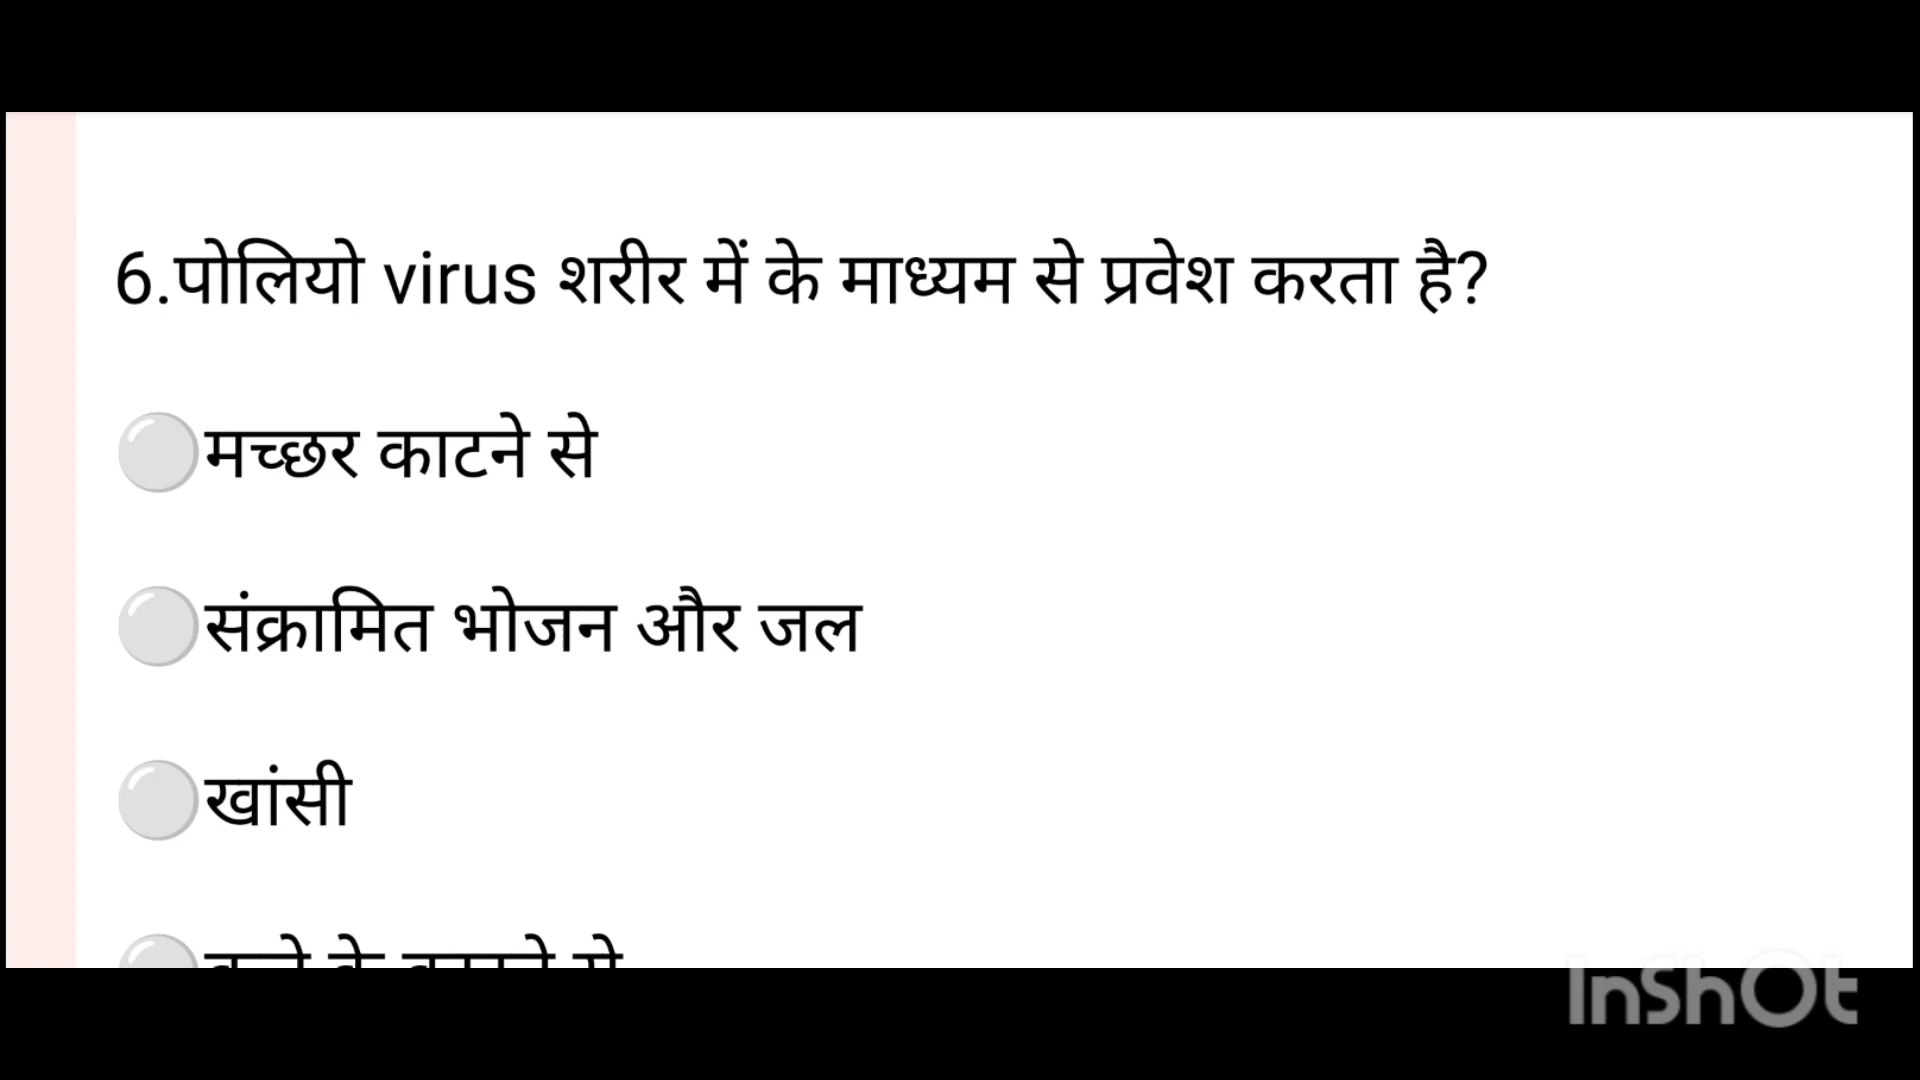 6.पोलियो virus शरीर में के माध्यम से प्रवेश करता है?
मच्छर काटने से
संक्रामित भोजन और जल
खांसी
InShOt